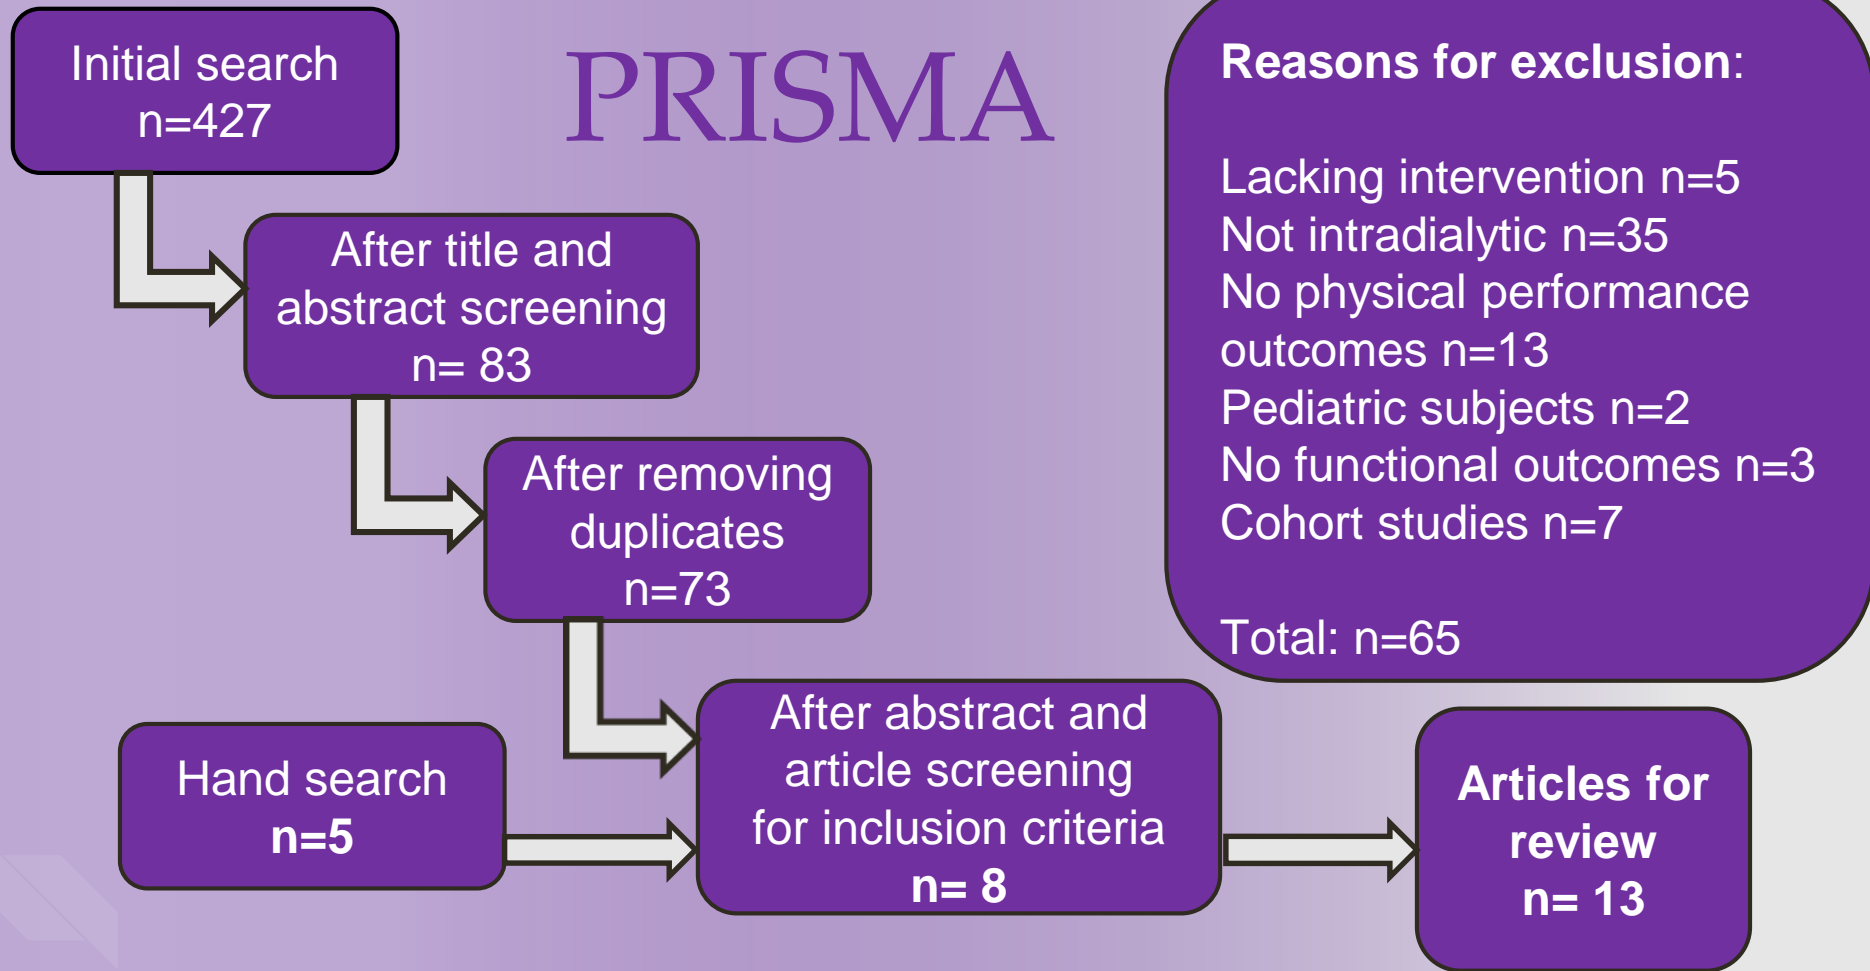 PRISMA
Initial search
n=427
After title and
abstract screening
n= 83
After removing
duplicates
n=73
After abstract and
article screening
for inclusion criteria
n= 8
Hand search
n=5
Articles for
review
n= 13
Reasons for exclusion:
Lacking intervention n=5
Not intradialytic n=35
No physical performance
outcomes n=13
Pediatric subjects n=2
No functional outcomes n=3
Cohort studies n=7
Total: n=65